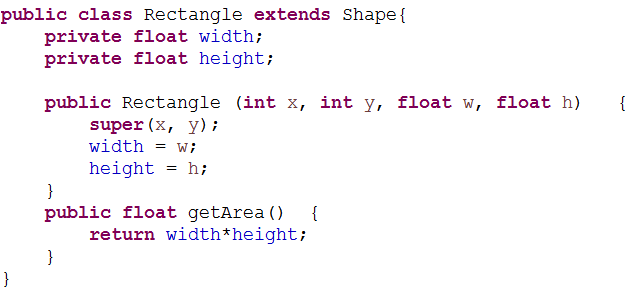 public class Rectangle extends Shape{
    private float width;
    private float height;

    public Rectangle (int x, int y, float w, float h)   {
        super(x, y);
        width = w;
        height = h;
    }
    public float getArea()  {
        return width*height;
    }
}